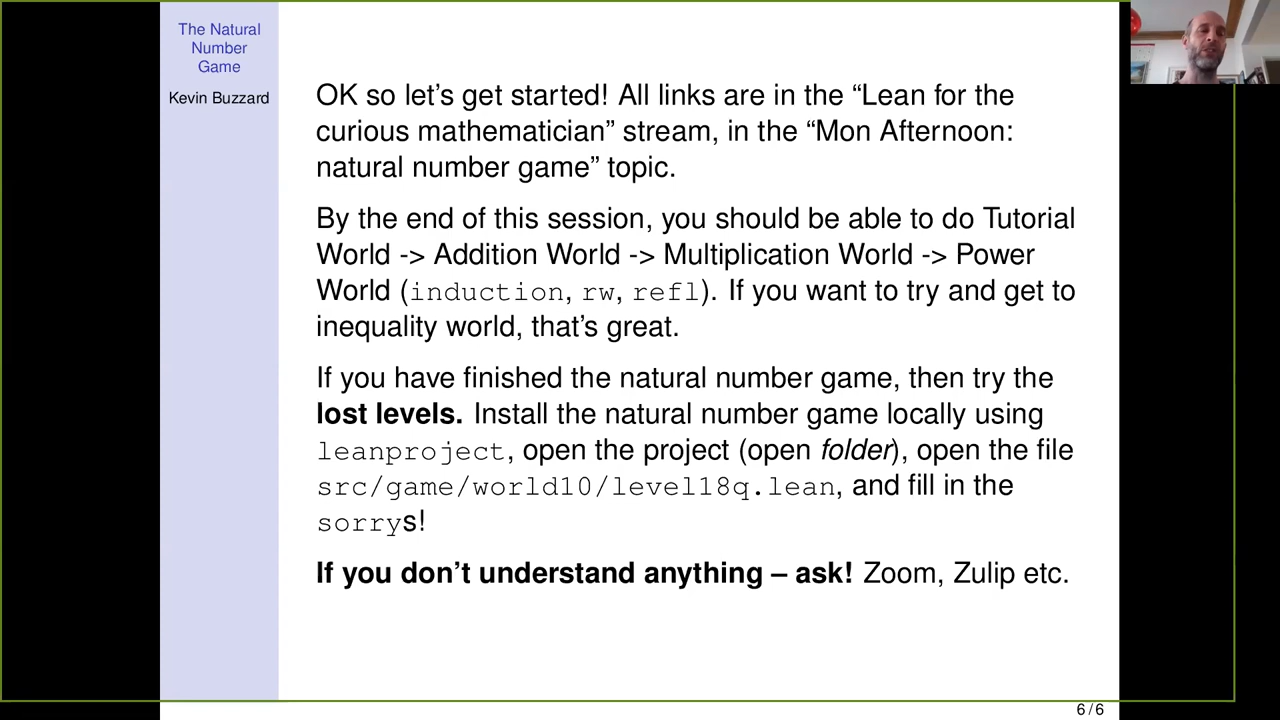 The Natural
Number
Game
Kevin Buzzard
OK so let’s get started! All links are in the “Lean for the
curious mathematician” stream, in the “Mon Afternoon:
natural number game” topic.
By the end of this session, you should be able to do Tutorial
World -> Addition World -> Multiplication World -> Power
World (induction, rw, refl). If you want to try and get to
inequality world, that’s great.
If you have finished the natural number game, then try the
lost levels. Install the natural number game locally using
leanproject, open the project (open folder), open the file
src/game/world10/level18q.lean, and fill in the
sorrys!
If you don’t understand anything – ask! Zoom, Zulip etc.
6 / 6